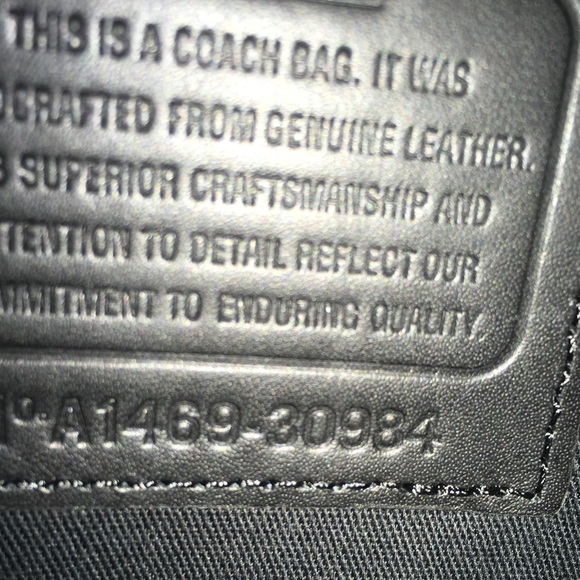 THIS IS A COACH BAG. IT WAS
CRAFTED FROM GENUINE LEATHER.
SUPERIOR CRAFTSMANSHIP AND
TENTION TO DETAIL REFLECT OUR
MMITMENT TO ENDURING QUALITY.
Nº-A1469-30984